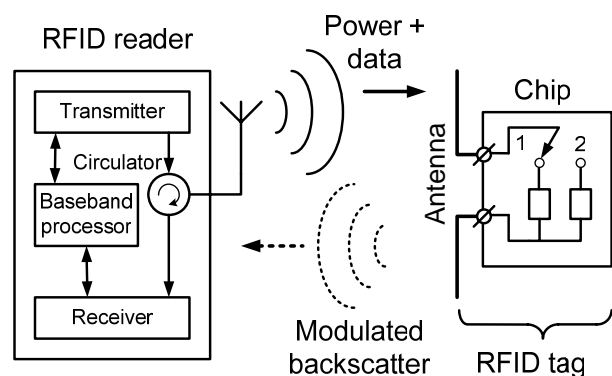 RFID reader
Transmitter
Circulator
Baseband
processor
Receiver
Power +
data
Modulated
backscatter
Antenna
Chip
1 2
RFID tag